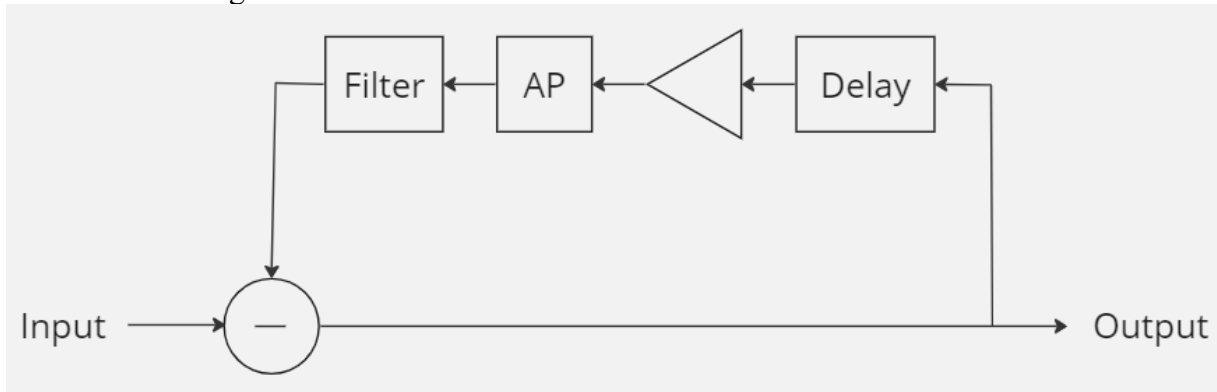 Filter
AP
Delay
Input
—
Output